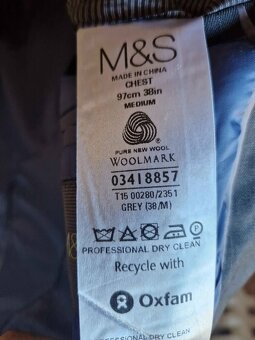 M&S
MADE IN CHINA
CHEST
97cm 38in
MEDIUM
PURE NEW WOOL
WOOLMARK
03418857
T15 00280/2351
GREY (38/M)
PROFESSIONAL DRY CLEAN
Recycle with
Oxfam
PROFESSIONAL DRY CLEAN